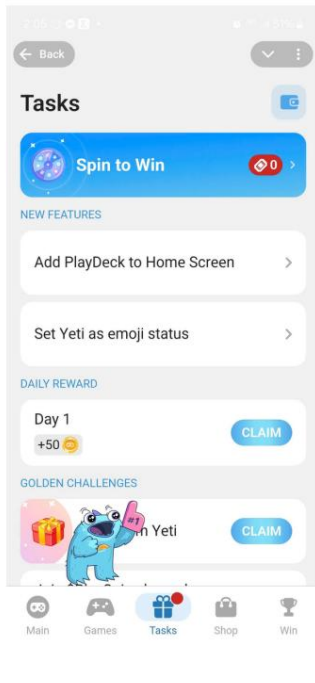 Back
Tasks
Spin to Win
0
NEW FEATURES
Add PlayDeck to Home Screen
Set Yeti as emoji status
DAILY REWARD
Day 1
+50
CLAIM
GOLDEN CHALLENGES
#1
Yeti
CLAIM
Main
Games
Tasks
Shop
Win